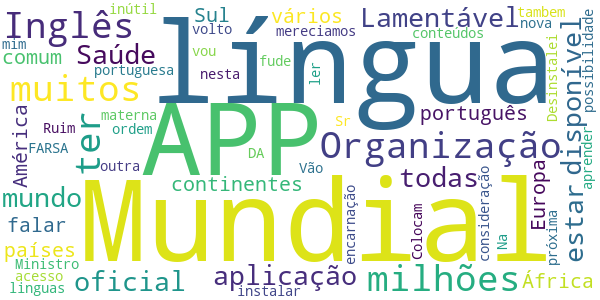 inútil
Inglês
mim
comum
Saúde
portuguesa
muitos
Sul
volto
vou
vários
mereciamos
nesta
fude
ler
Lamentável
conteúdos
tambem
nova
Desinstalei
disponível
possibilidade
língua
América
Ruim
FARSA
ter
materna
ordem
outra
APP
DA
Sr
Vão
português
Organização
continentes
todas
Europa
estar
aprender
mundo
falar
países
Ministro
acesso
linguas
oficial
Mundial
aplicação
instalar
encarnação
milhões
Colocam
consideração
Na
próxima
África